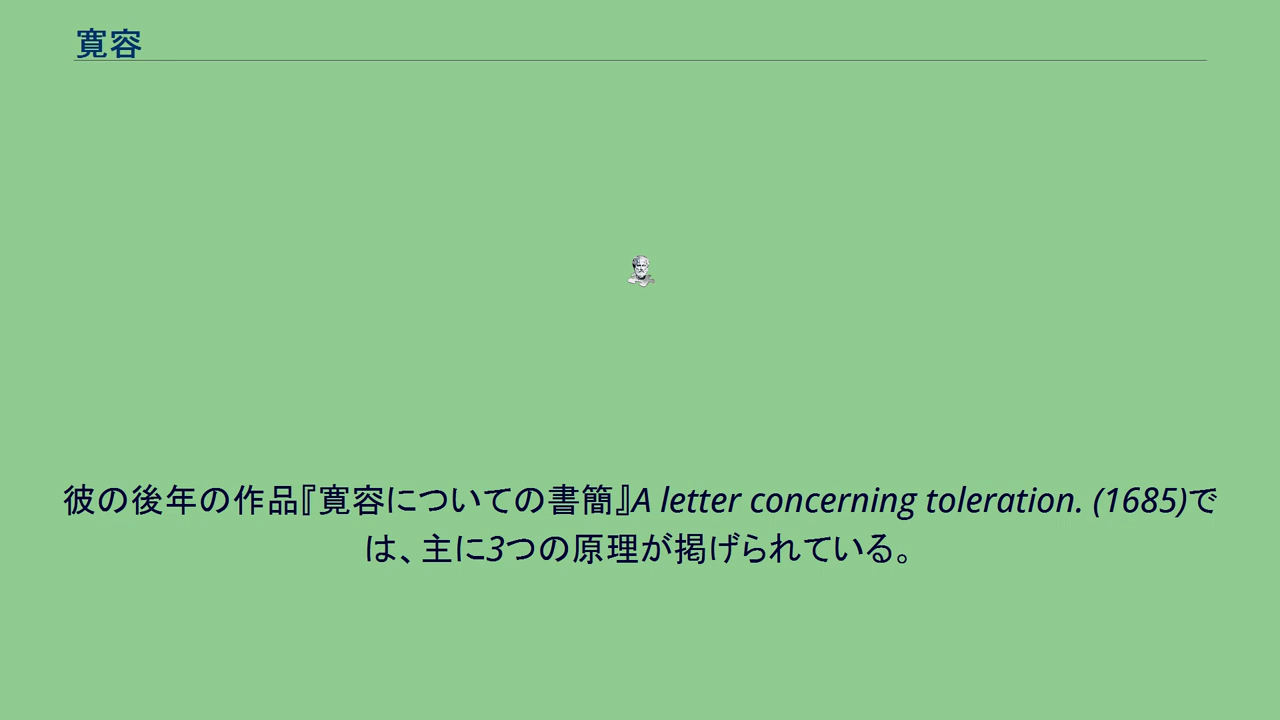 寛容
彼の後年の作品『寛容についての書簡』A letter concerning toleration. (1685)で
は、主に3つの原理が掲げられている。